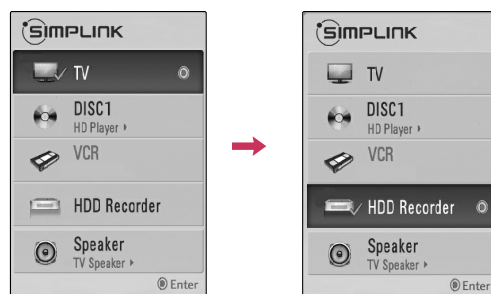 SIMPLINK
TV
DISC1
HD Player
VCR
HDD Recorder
Speaker
TV Speaker
Enter
SIMPLINK
TV
DISC1
HD Player
VCR
HDD Recorder
Speaker
TV Speaker
Enter